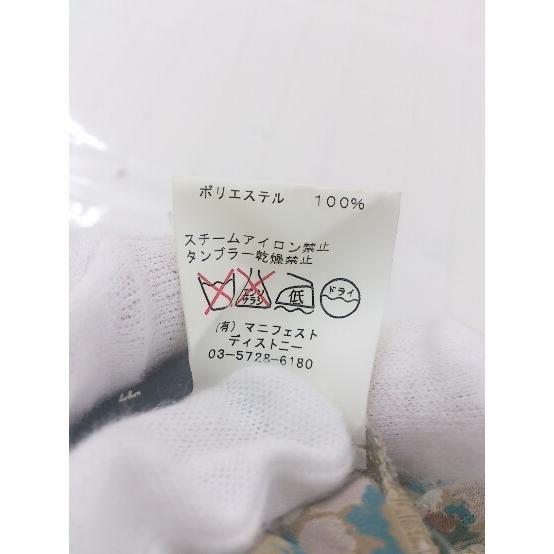 ポリエステル 100%
スチームアイロン禁止
タンブラー乾燥禁止
エンソ サラシ 低 ドライ
(有) マニフェスト
ディストニー
03-5728-6180